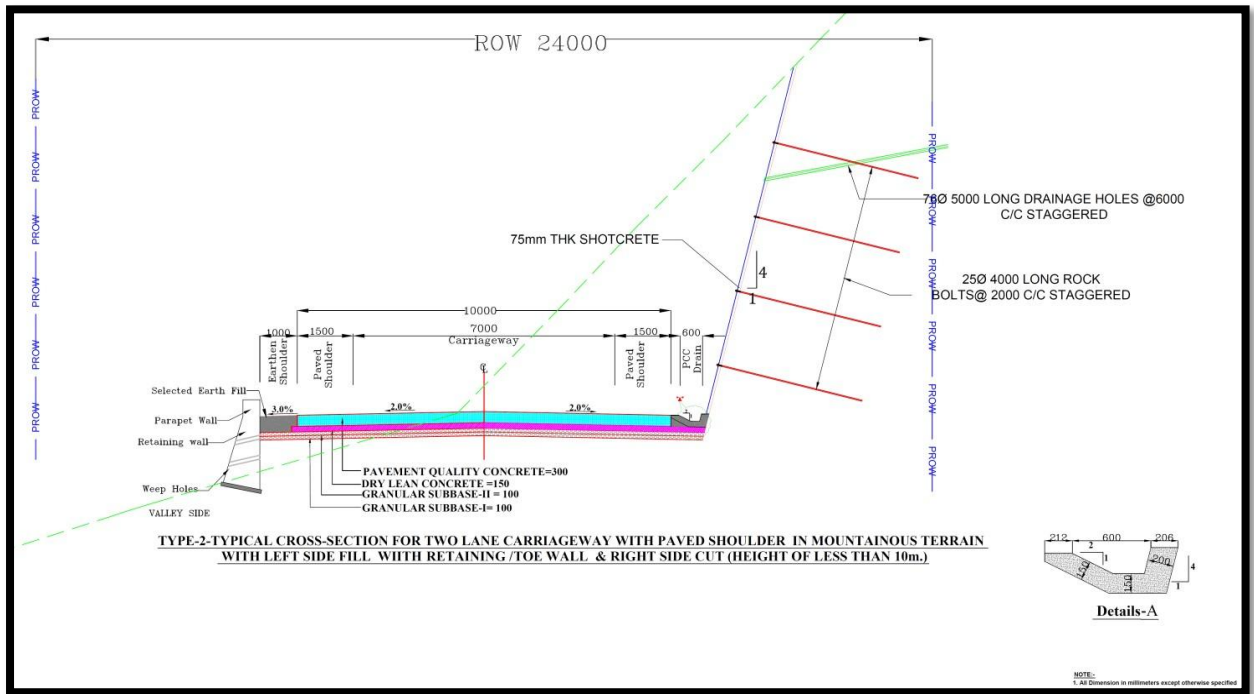 ROW 24000
PROW
PROW
PROW
PROW
PROW
PROW
PROW
PROW
PROW
PROW
76Ø 5000 LONG DRAINAGE HOLES @6000
C/C STAGGERED
75mm THK SHOTCRETE
4
1
25Ø 4000 LONG ROCK
BOLTS@ 2000 C/C STAGGERED
10000
1000
1500
7000
1500
600
Carriageway
Earthen
Shoulder
Paved
Shoulder
Paved
Shoulder
PCC
Drain
℄
Selected Earth Fill
3.0%
2.0%
2.0%
"A"
Parapet Wall
Retaining wall
Weep Holes
VALLEY SIDE
PAVEMENT QUALITY CONCRETE=300
DRY LEAN CONCRETE =150
GRANULAR SUBBASE-II = 100
GRANULAR SUBBASE-I= 100
TYPE-2-TYPICAL CROSS-SECTION FOR TWO LANE CARRIAGEWAY WITH PAVED SHOULDER IN MOUNTAINOUS TERRAIN
WITH LEFT SIDE FILL WIITH RETAINING /TOE WALL & RIGHT SIDE CUT (HEIGHT OF LESS THAN 10m.)
212
600
206
2
1
150
150
200
4
1
Details-A
NOTE:-
1. All Dimension in millimeters except otherwise specified